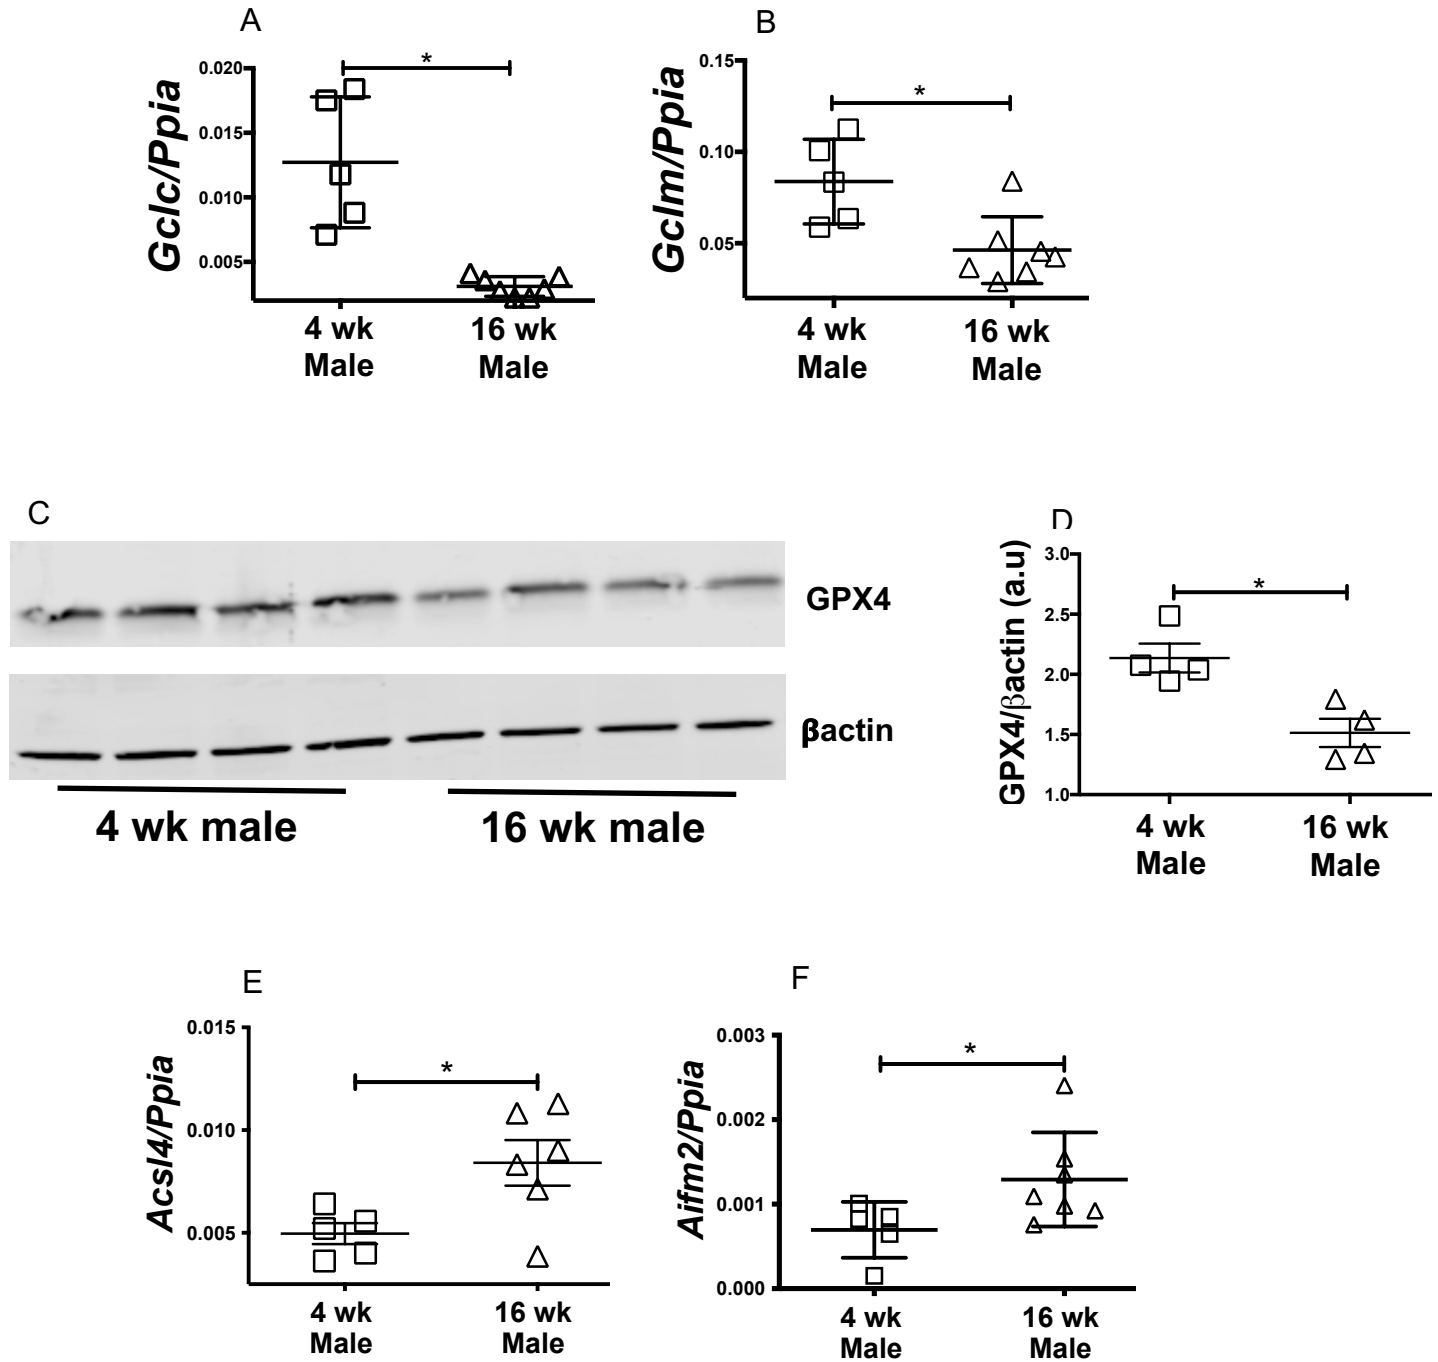 A
Gclc/Ppia
0.020
0.015
0.010
0.005
*
4 wk
Male
16 wk
Male
B
Gclm/Ppia
0.15
0.10
0.05
*
4 wk
Male
16 wk
Male
C
GPX4
βactin
4 wk male
16 wk male
D
GPX4/βactin (a.u)
3.0
2.5
2.0
1.5
1.0
*
4 wk
Male
16 wk
Male
E
Acsl4/Ppia
0.015
0.010
0.005
*
4 wk
Male
16 wk
Male
F
Aifm2/Ppia
0.003
0.002
0.001
0.000
*
4 wk
Male
16 wk
Male